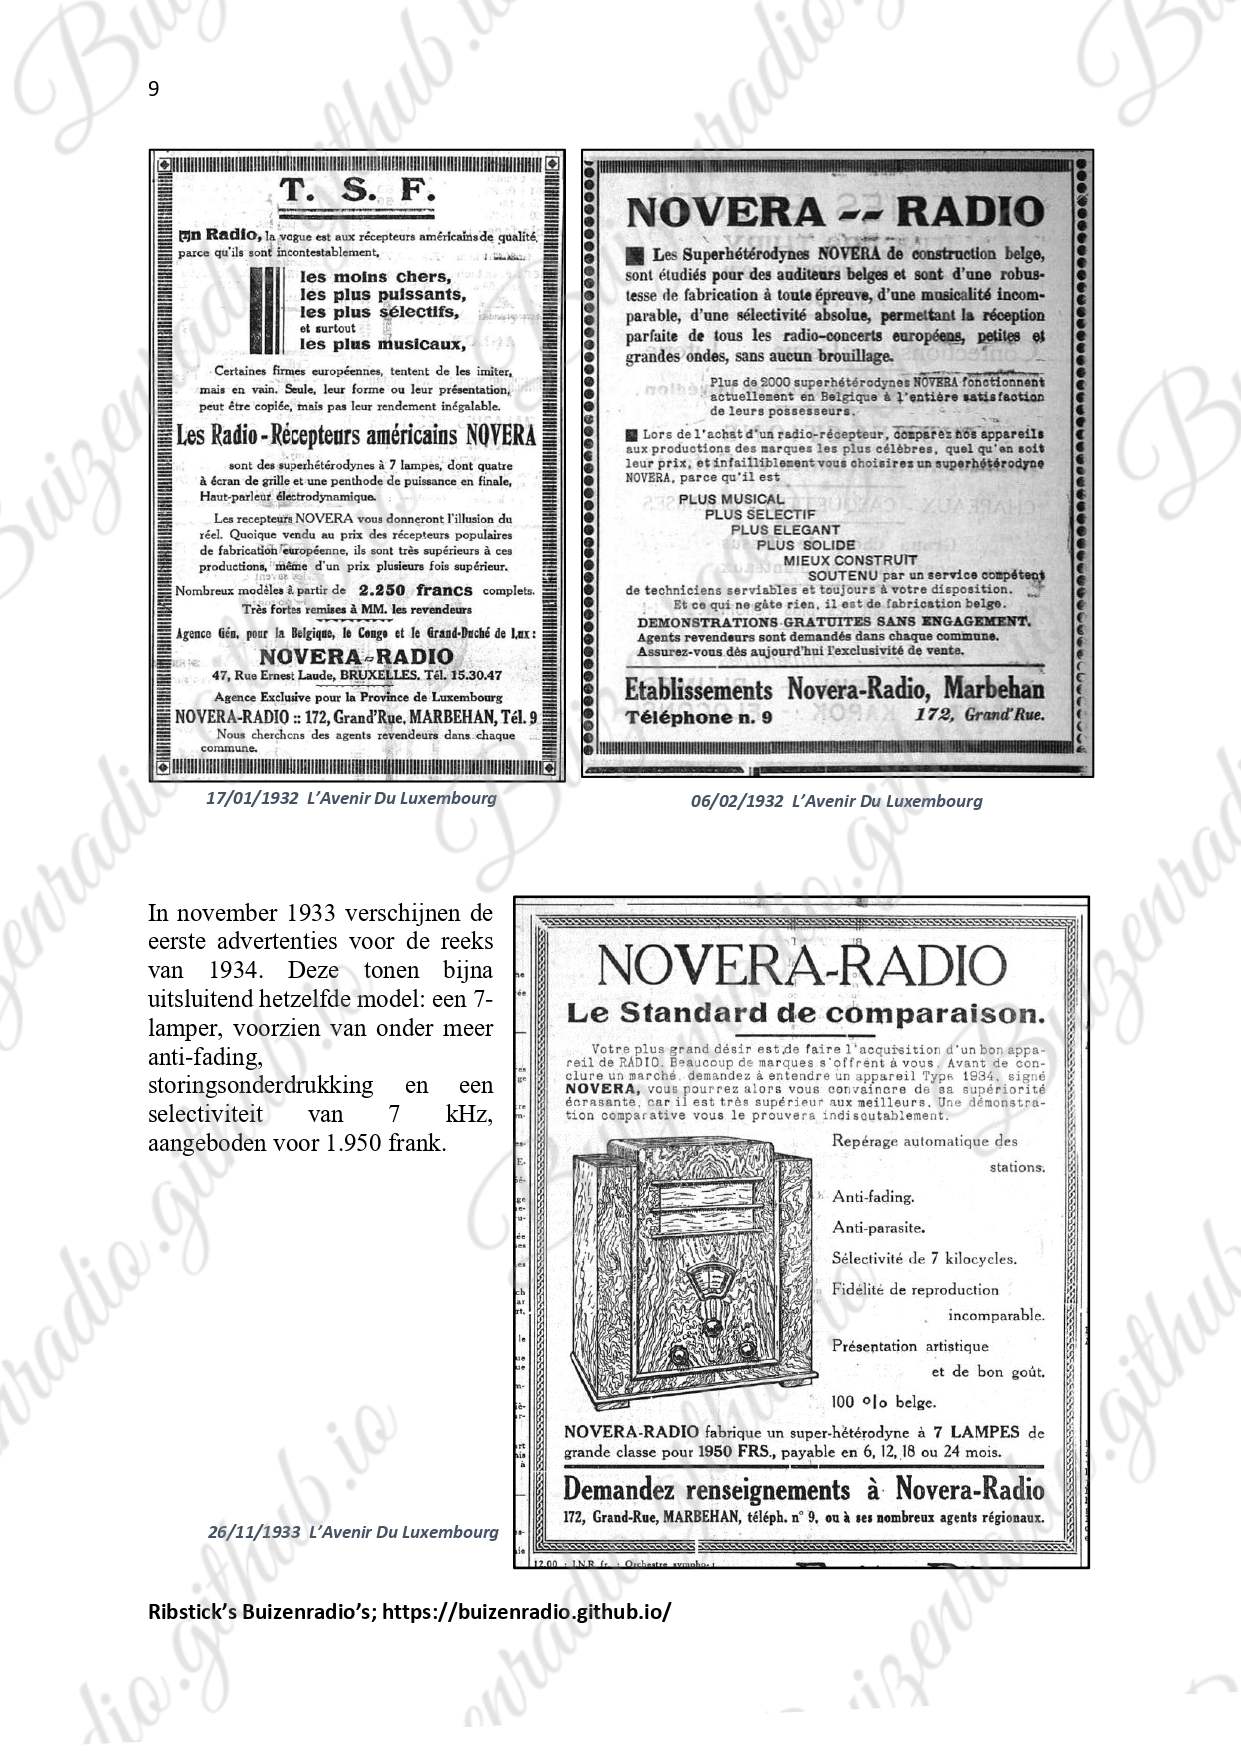 9
T. S. F.
En Radio, la vogue est aux récepteurs américains de qualité,
parce qu'ils sont incontestablement,
les moins chers,
les plus puissants,
les plus sélectifs,
et surtout
les plus musicaux,
Certaines firmes européennes, tentent de les imiter,
mais en vain. Seule, leur forme ou leur présentation,
peut être copiée, mais pas leur rendement inégalable.
Les Radio-Récepteurs américains NOVERA
sont des superhétérodynes à 7 lampes, dont quatre
à écran de grille et une penthode de puissance en finale,
Haut-parleur électrodynamique.
Les recepteurs NOVERA vous donneront l'illusion du
réel. Quoique vendu au prix des récepteurs populaires
de fabrication européenne, ils sont très supérieurs à ces
productions, même d'un prix plusieurs fois supérieur.
Nombreux modèles à partir de 2.250 francs complets.
Très fortes remises à MM. les revendeurs
Agence Gén, pour la Belgique, le Congo et le Grand-Duché de Lux :
NOVERA-RADIO
47, Rue Ernest Laude, BRUXELLES. Tél. 15.30.47
Agence Exclusive pour la Province de Luxembourg
NOVERA-RADIO :: 172, Grand'Rue, MARBEHAN, Tél. 9
Nous cherchons des agents revendeurs dans chaque
commune.
17/01/1932 L'Avenir Du Luxembourg
NOVERA -- RADIO
Les Superhétérodynes NOVERA de construction belge,
sont étudiés pour des auditeurs belges et sont d'une robus-
tesse de fabrication à toute épreuve, d'une musicalité incom-
parable, d'une sélectivité absolue, permettant la réception
parfaite de tous les radio-concerts européens, petites et
grandes ondes, sans aucun brouillage.
Plus de 2000 superhétérodynes NOVERA fonctionnent
actuellement en Belgique à l'entière satisfaction
de leurs possesseurs.
Lors de l'achat d'un radio-récepteur, comparez nos appareils
aux productions des marques les plus célèbres, quel qu'en soit
leur prix, et infailliblement vous choisirez un superhétérodyne
NOVERA, parce qu'il est
PLUS MUSICAL
PLUS SELECTIF
PLUS ELEGANT
PLUS SOLIDE
MIEUX CONSTRUIT
SOUTENU par un service compétent
de techniciens serviables et toujours à votre disposition.
Et ce qui ne gâte rien, il est de fabrication belge.
DEMONSTRATIONS GRATUITES SANS ENGAGEMENT.
Agents revendeurs sont demandés dans chaque commune.
Assurez-vous dès aujourd'hui l'exclusivité de vente.
Etablissements Novera-Radio, Marbehan
Téléphone n. 9 172, Grand'Rue.
06/02/1932 L'Avenir Du Luxembourg
In november 1933 verschijnen de
eerste advertenties voor de reeks
van 1934. Deze tonen bijna
uitsluitend hetzelfde model: een 7-
lamper, voorzien van onder meer
anti-fading,
storingsonderdrukking en een
selectiviteit van 7 kHz,
aangeboden voor 1.950 frank.
NOVERA-RADIO
Le Standard de comparaison.
Votre plus grand désir est de faire l'acquisition d'un bon appa-
reil de RADIO. Beaucoup de marques s'offrent à vous. Avant de con-
clure un marché, demandez à entendre un appareil Type 1934, signé
NOVERA, vous pourrez alors vous convaincre de sa supériorité
écrasante, car il est très supérieur aux meilleurs. Une démonstra-
tion comparative vous le prouvera indiscutablement.
Repérage automatique des
stations.
Anti-fading.
Anti-parasite.
Sélectivité de 7 kilocycles.
Fidélité de reproduction
incomparable.
Présentation artistique
et de bon goût.
100 o|o belge.
NOVERA-RADIO fabrique un super-hétérodyne à 7 LAMPES de
grande classe pour 1950 FRS., payable en 6, 12, 18 ou 24 mois.
Demandez renseignements à Novera-Radio
172, Grand-Rue, MARBEHAN, téléph. n° 9, ou à ses nombreux agents régionaux.
12.00 : I.N.R. fr. : Orchestre
26/11/1933 L'Avenir Du Luxembourg
Ribstick's Buizenradio's; https://buizenradio.github.io/
Buizenradio.github.io